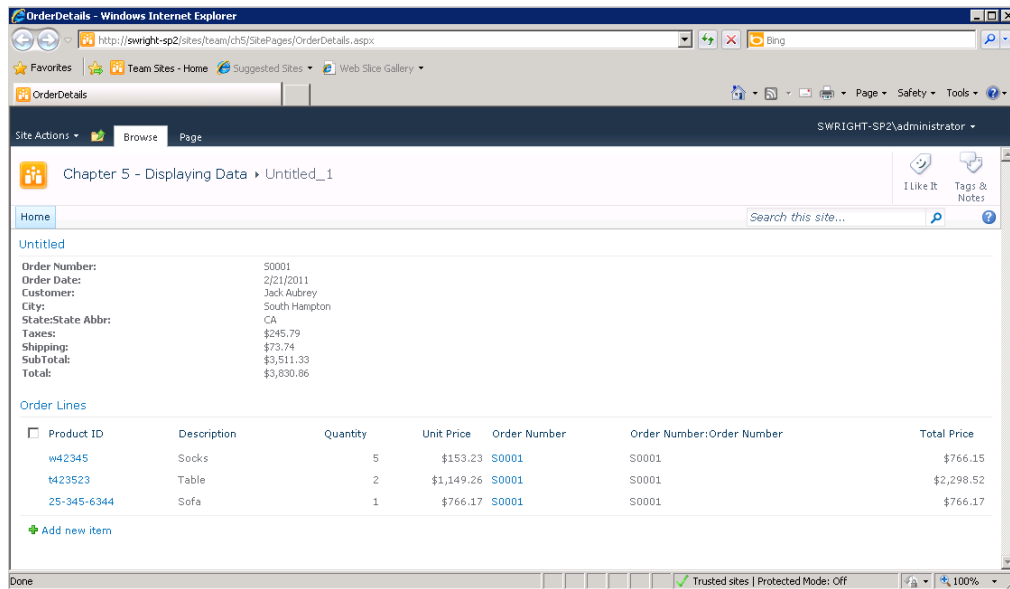 OrderDetails - Windows Internet Explorer
http://swright-sp2/sites/team/ch5/SitePages/OrderDetails.aspx
Bing
Favorites Team Sites - Home Suggested Sites Web Slice Gallery
OrderDetails
Page Safety Tools
SWRIGHT-SP2\administrator
Site Actions Browse Page
Chapter 5 - Displaying Data Untitled_1
I Like It Tags & Notes
Home
Search this site...
Untitled
Order Number: S0001
Order Date: 2/21/2011
Customer: Jack Aubrey
City: South Hampton
State:State Abbr: CA
Taxes: $245.79
Shipping: $73.74
SubTotal: $3,511.33
Total: $3,830.86
Order Lines
Product ID Description Quantity Unit Price Order Number Order Number:Order Number Total Price
w42345 Socks 5 $153.23 S0001 S0001 $766.15
t423523 Table 2 $1,149.26 S0001 S0001 $2,298.52
25-345-6344 Sofa 1 $766.17 S0001 S0001 $766.17
Add new item
Done Trusted sites | Protected Mode: Off 100%